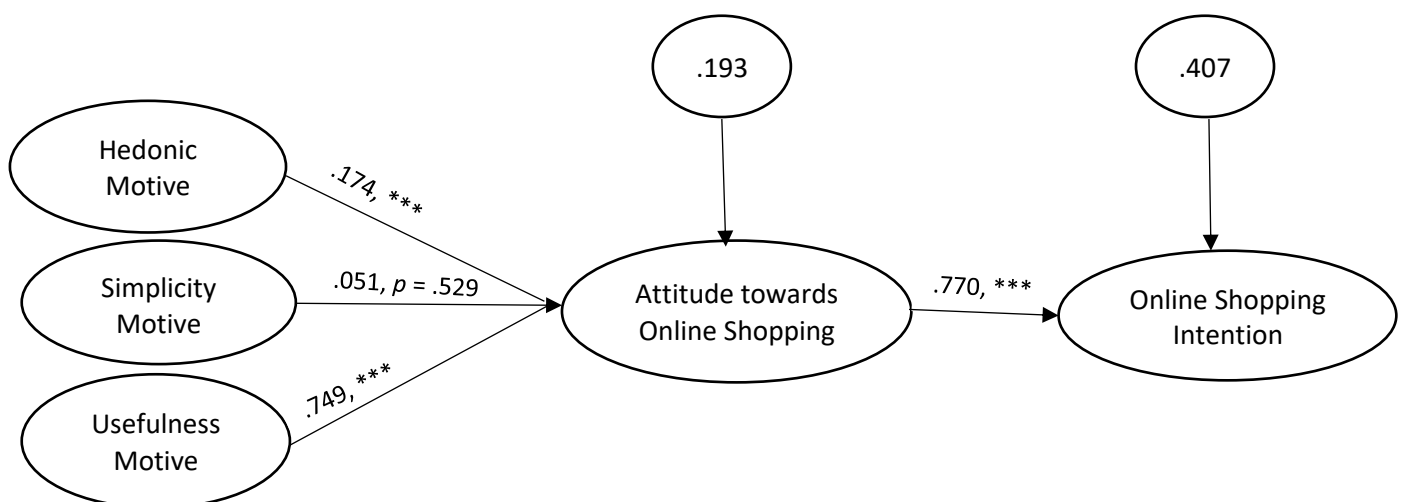 .193
.407
Hedonic
Motive
.174, ***
Simplicity
Motive
.051, p = .529
Attitude towards
Online Shopping
.770, ***
Online Shopping
Intention
Usefulness
Motive
.749, ***